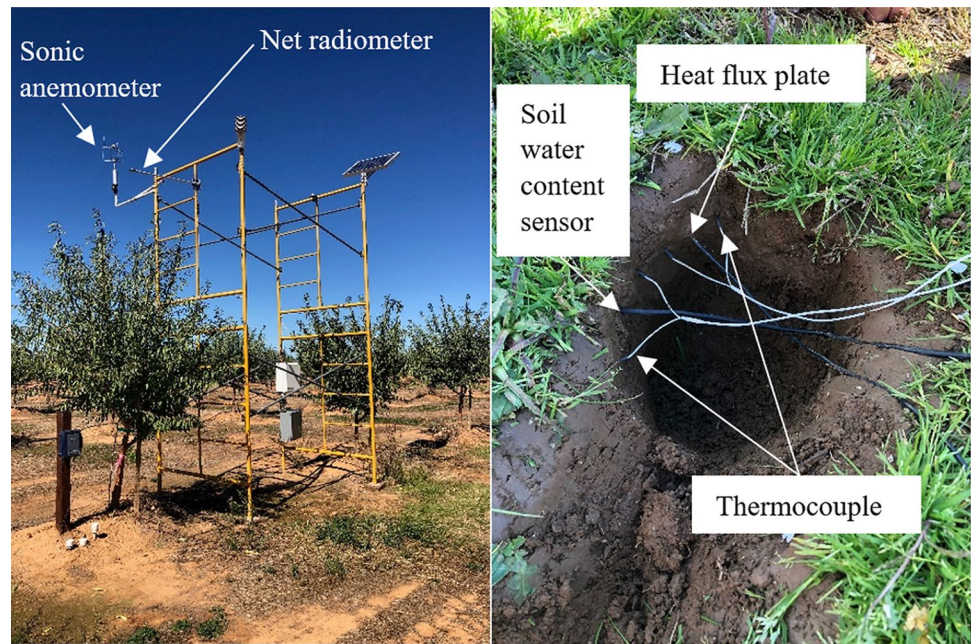 Sonic
anemometer
Net radiometer
Heat flux plate
Soil
water
content
sensor
Thermocouple